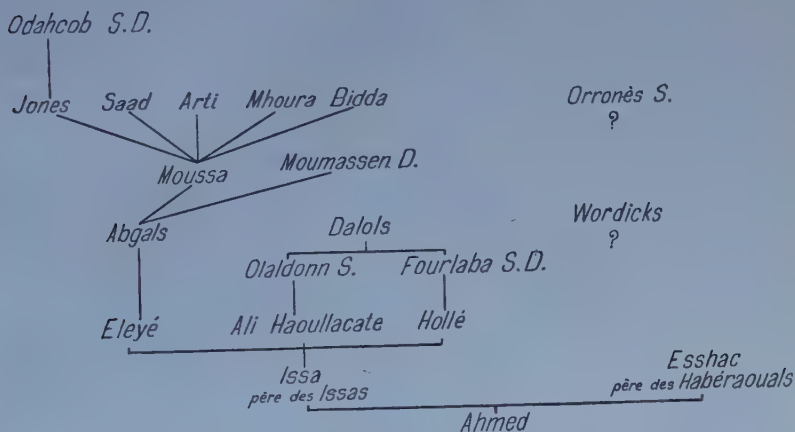 Odahcob S.D.
Jones Saad Arti Mhoura Bidda Orronès S.
?
Moussa Moumassen D.
Abgals Dalols Wordicks
?
Olaldonn S. Fourlaba S.D.
Eleyé Ali Haoullacate Hollé
Issa
père des Issas
Esshac
père des Habéraouals
Ahmed